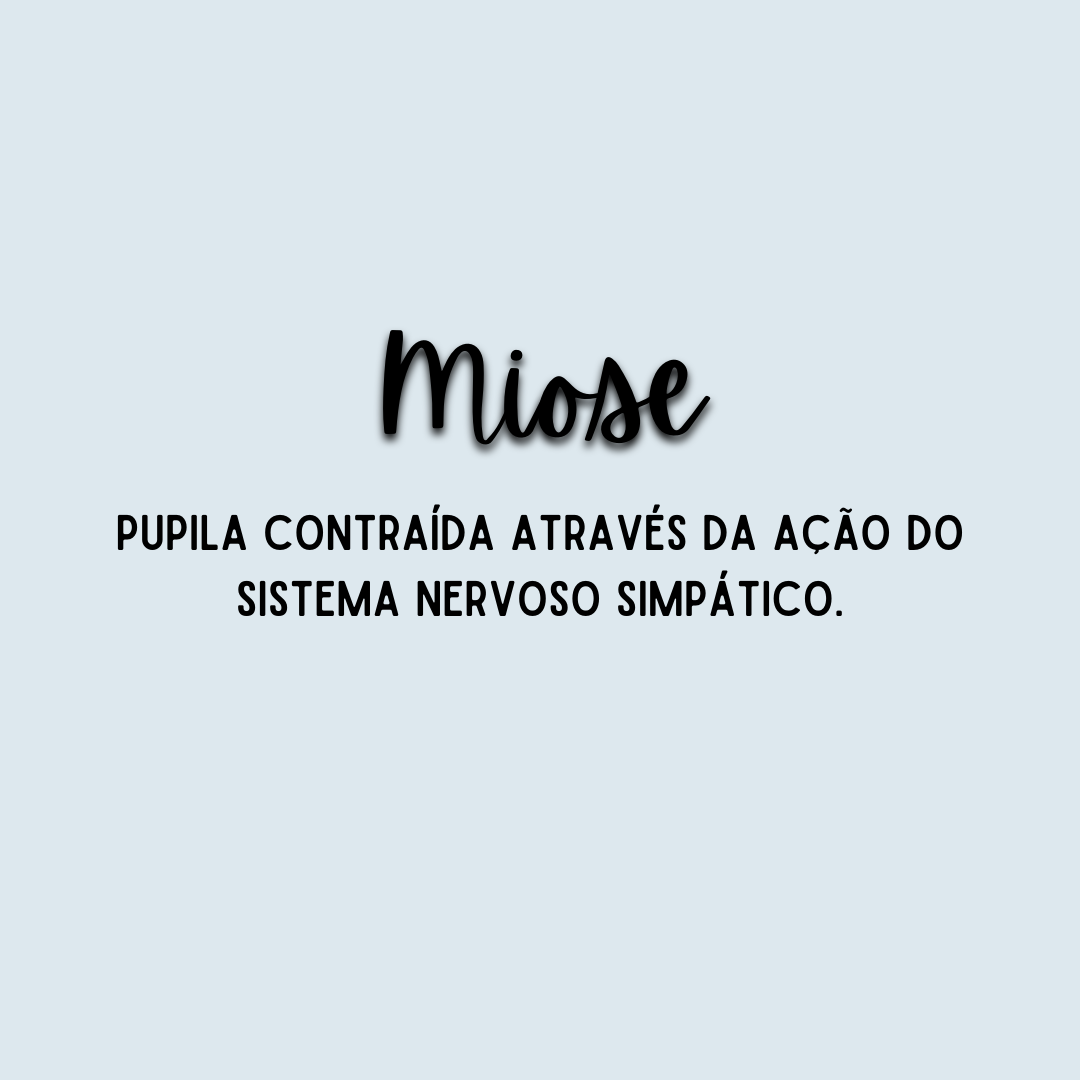 Miose
PUPILA CONTRAÍDA ATRAVÉS DA AÇÃO DO
SISTEMA NERVOSO SIMPÁTICO.